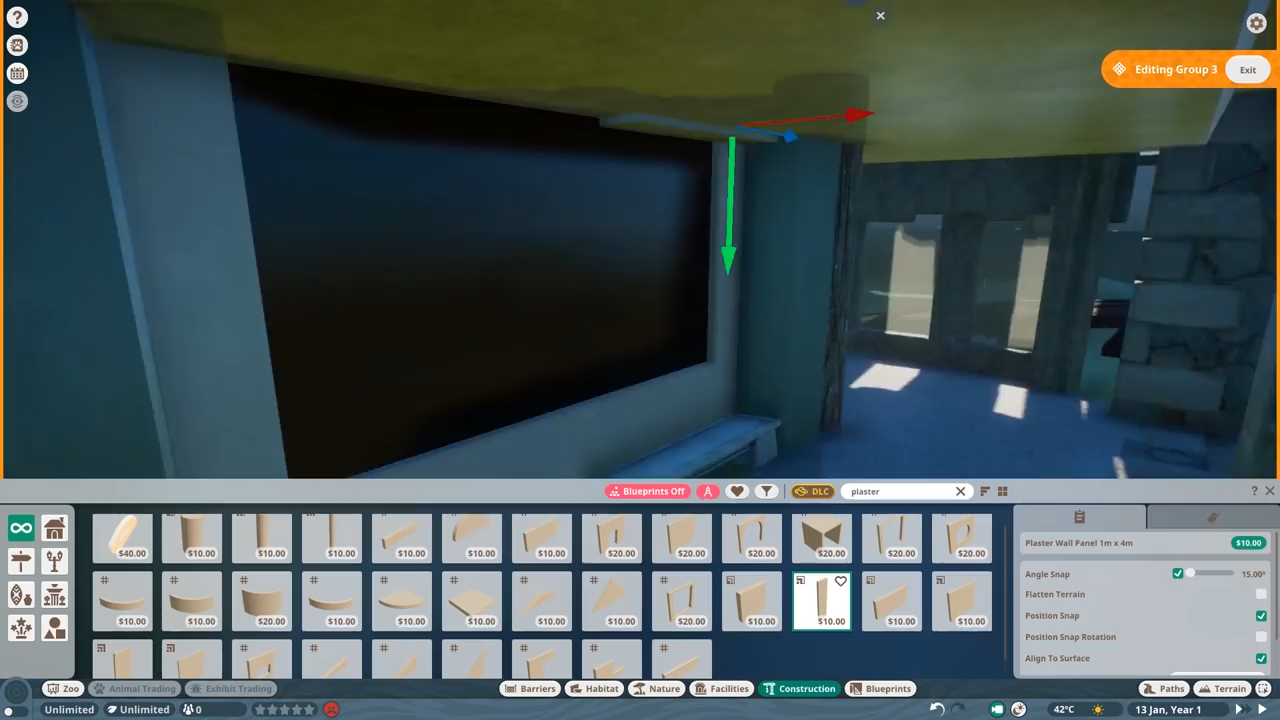 ?
Editing Group 3 Exit
Blueprints Off DLC plaster
?
$40.00 $10.00 $10.00 $10.00 $10.00 $10.00 $10.00 $20.00 $10.00 $20.00 $20.00 $20.00 $20.00
$10.00 $10.00 $20.00 $10.00 $10.00 $10.00 $10.00 $10.00 $20.00 $10.00 $10.00 $10.00 $10.00
Plaster Wall Panel 1m x 4m $10.00
Angle Snap 15.00°
Flatten Terrain
Position Snap
Position Snap Rotation
Align To Surface
Zoo Animal Trading Exhibit Trading Barriers Habitat Nature Facilities Construction Blueprints Paths Terrain
Unlimited Unlimited 0 42°C 13 Jan, Year 1